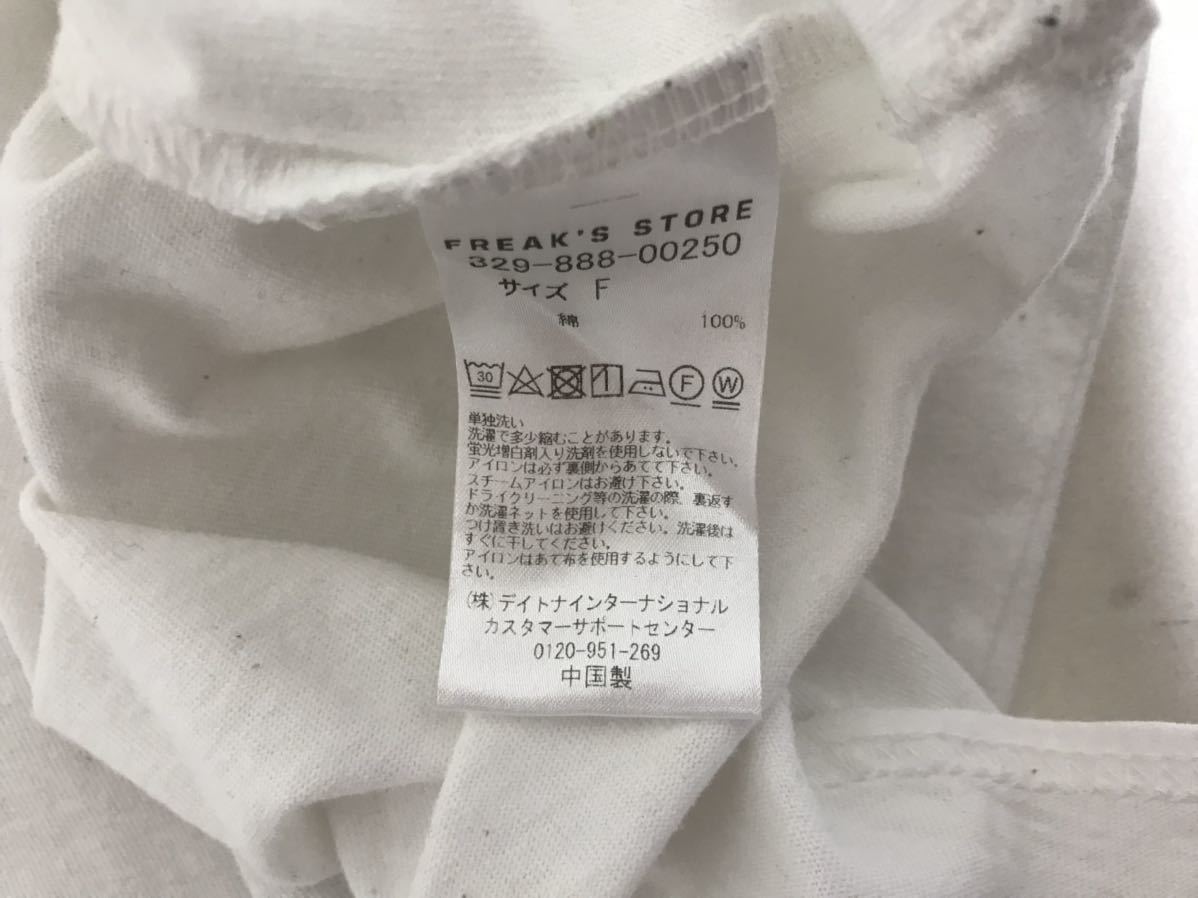 FREAK'S STORE
329-888-00250
サイズ F
綿 100%
30 F W
単独洗い
洗濯で多少縮むことがあります。
蛍光増白剤入り洗剤を使用しないで下さい。
アイロンは必ず裏側からあてて下さい。
スチームアイロンはお避け下さい。
ドライクリーニング等の洗濯の際、裏返す
か洗濯ネットを使用して下さい。
つけ置き洗いはお避けください。洗濯後は
すぐに干してください。
アイロンはあて布を使用するようにして下
さい。
(株)デイトナインターナショナル
カスタマーサポートセンター
0120-951-269
中国製